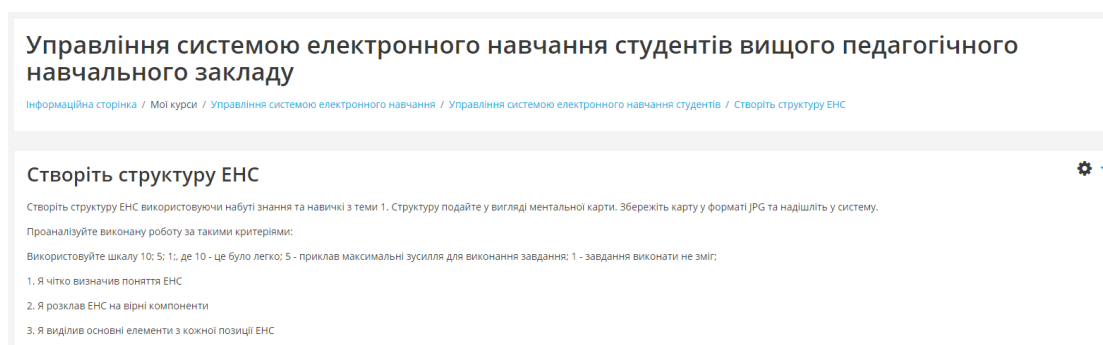 Управління системою електронного навчання студентів вищого педагогічного
навчального закладу
Інформаційна сторінка / Мої курси / Управління системою електронного навчання / Управління системою електронного навчання студентів / Створіть структуру ЕНС
Створіть структуру ЕНС
Створіть структуру ЕНС використовуючи набуті знання та навичкі з теми 1. Структуру подайте у вигляді ментальної карти. Збережіть карту у форматі JPG та надішліть у систему.
Проаналізуйте виконану роботу за такими критеріями:
Використовуйте шкалу 10; 5; 1;, де 10 - це було легко; 5 - приклав максимальні зусилля для виконання завдання; 1 - завдання виконати не зміг;
1. Я чітко визначив поняття ЕНС
2. Я розклав ЕНС на вірні компоненти
3. Я виділив основні елементи з кожної позиції ЕНС